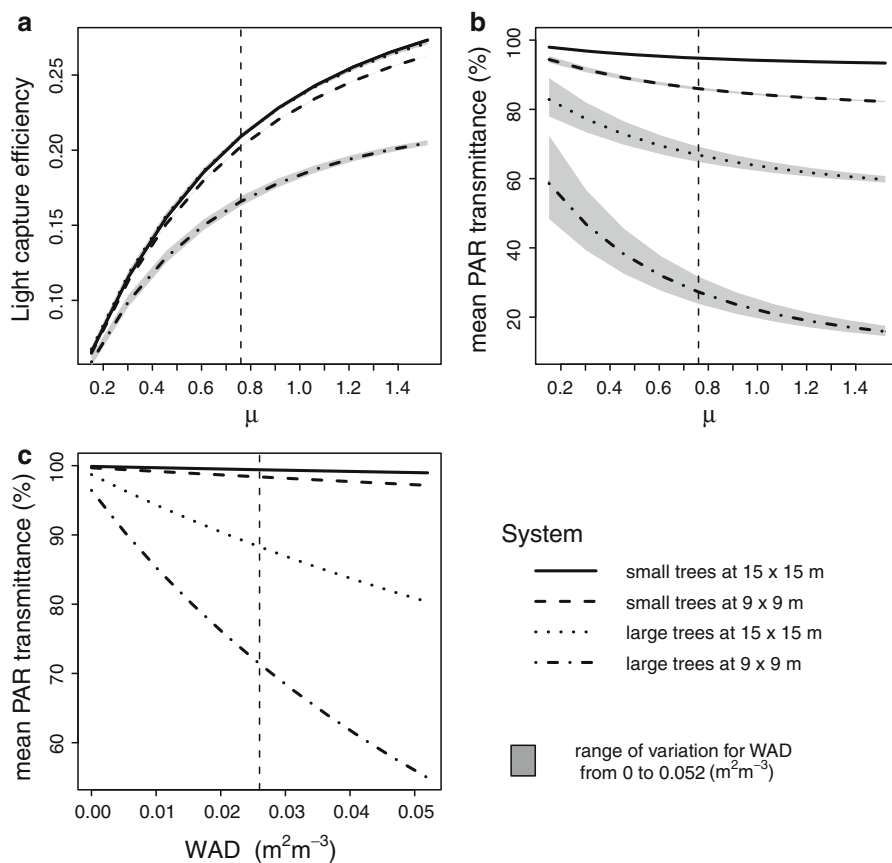 a
Light capture efficiency
0.10 0.15 0.20 0.25
0.2 0.4 0.6 0.8 1.0 1.2 1.4
μ
b
mean PAR transmittance (%)
20 40 60 80 100
0.2 0.4 0.6 0.8 1.0 1.2 1.4
μ
c
mean PAR transmittance (%)
60 70 80 90 100
0.00 0.01 0.02 0.03 0.04 0.05
WAD (m²m⁻³)
System
small trees at 15 x 15 m
small trees at 9 x 9 m
large trees at 15 x 15 m
large trees at 9 x 9 m
range of variation for WAD
from 0 to 0.052 (m²m⁻³)